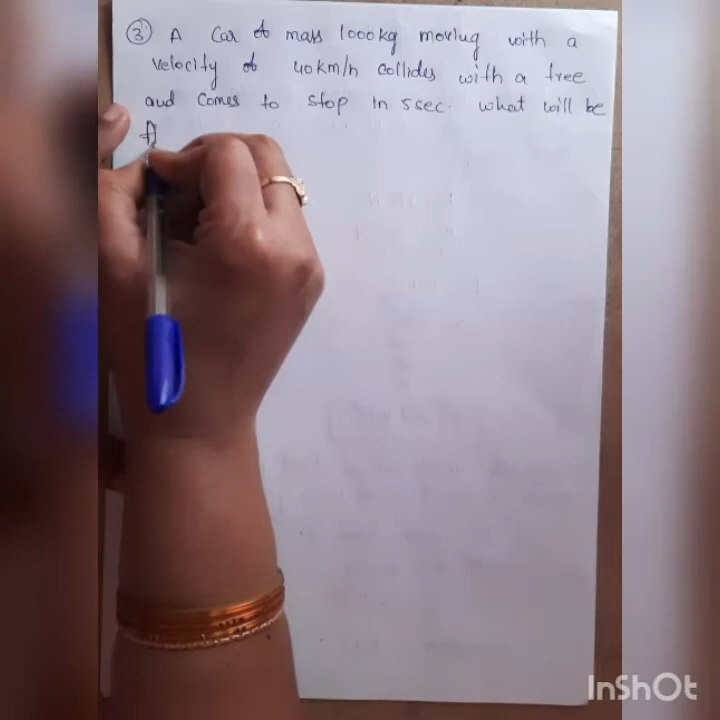 ③ A Car of mass 1000kg moving with a
velocity of 40km/h collides with a tree
and comes to stop in 5sec. what will be
InShOt